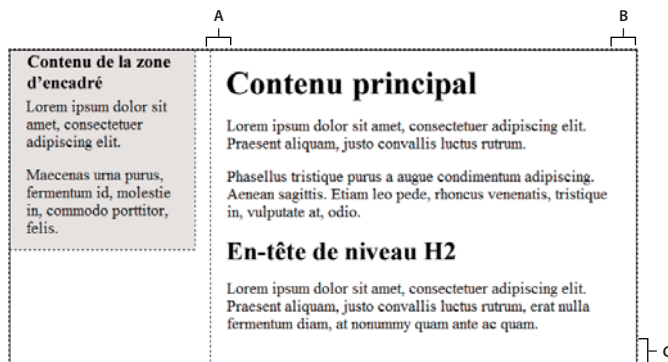 A
B
Contenu de la zone
d'encadré
Lorem ipsum dolor sit
amet, consectetuer
adipiscing elit.
Maecenas urna purus,
fermentum id, molestie
in, commodo porttitor,
felis.
Contenu principal
Lorem ipsum dolor sit amet, consectetuer adipiscing elit.
Praesent aliquam, justo convallis luctus rutrum.
Phasellus tristique purus a augue condimentum adipiscing.
Aenean sagittis. Etiam leo pede, rhoncus venenatis, tristique
in, vulputate at, odio.
En-tête de niveau H2
Lorem ipsum dolor sit amet, consectetuer adipiscing elit.
Praesent aliquam, justo convallis luctus rutrum, erat nulla
fermentum diam, at nonummy quam ante ac quam.
C